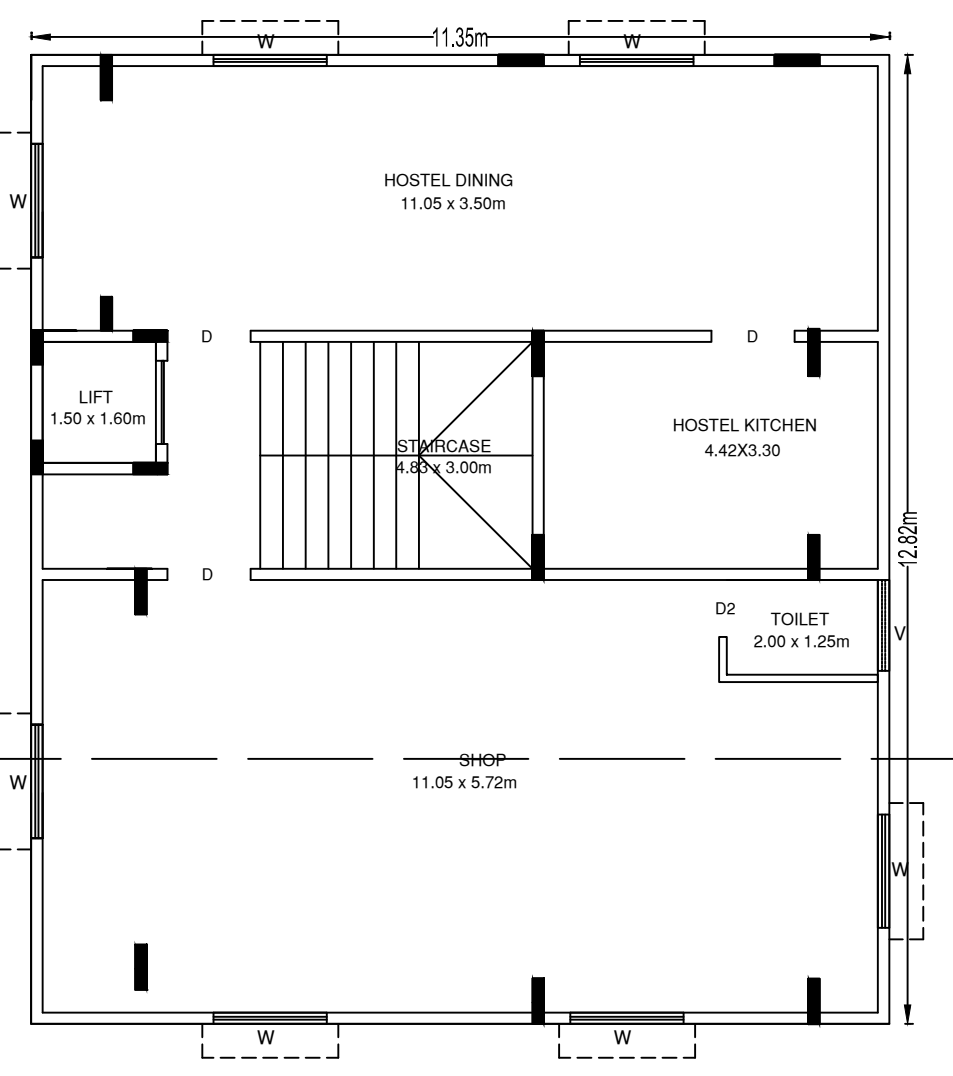 W
11.35m
W
HOSTEL DINING
11.05 x 3.50m
W
D
D
LIFT
1.50 x 1.60m
STAIRCASE
4.83 x 3.00m
HOSTEL KITCHEN
4.42X3.30
12.82m
D
D2
TOILET
2.00 x 1.25m
V
SHOP
11.05 x 5.72m
W
W
W
W